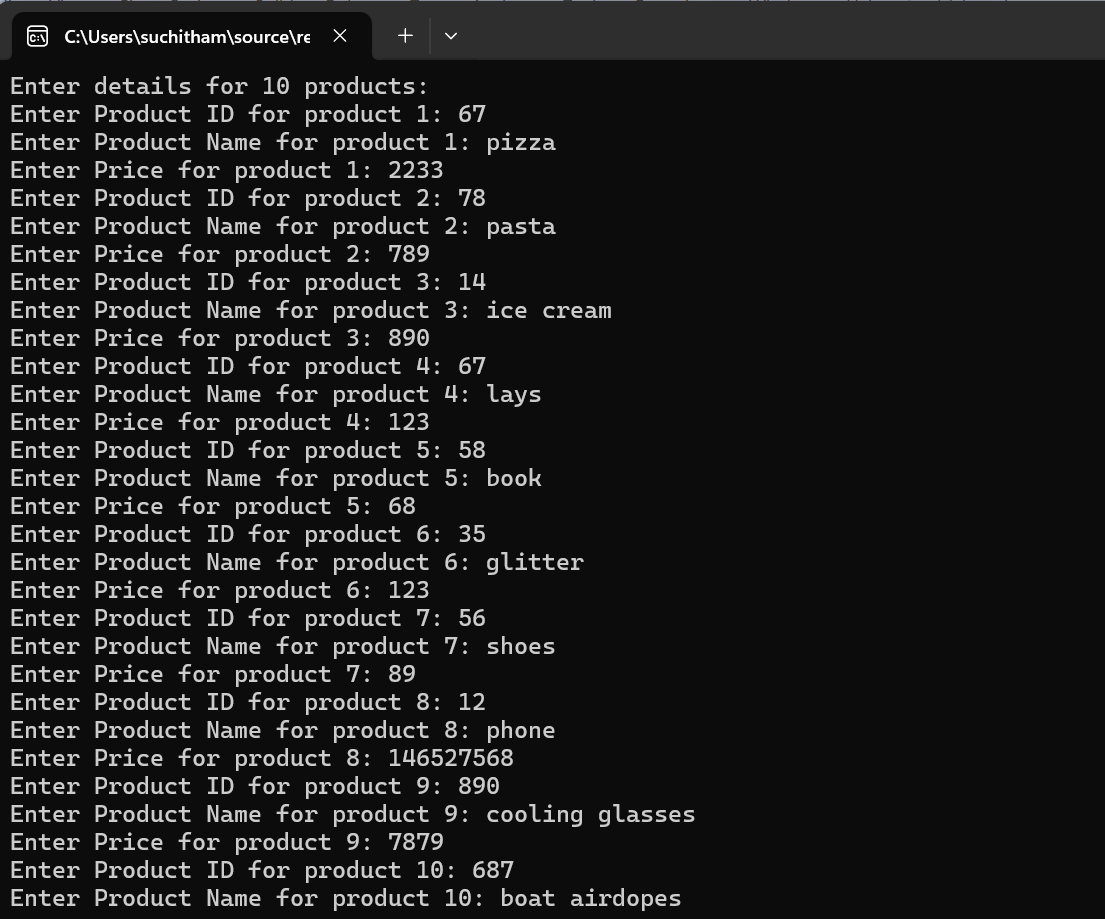 C:\Users\suchitham\source\re
Enter details for 10 products:
Enter Product ID for product 1: 67
Enter Product Name for product 1: pizza
Enter Price for product 1: 2233
Enter Product ID for product 2: 78
Enter Product Name for product 2: pasta
Enter Price for product 2: 789
Enter Product ID for product 3: 14
Enter Product Name for product 3: ice cream
Enter Price for product 3: 890
Enter Product ID for product 4: 67
Enter Product Name for product 4: lays
Enter Price for product 4: 123
Enter Product ID for product 5: 58
Enter Product Name for product 5: book
Enter Price for product 5: 68
Enter Product ID for product 6: 35
Enter Product Name for product 6: glitter
Enter Price for product 6: 123
Enter Product ID for product 7: 56
Enter Product Name for product 7: shoes
Enter Price for product 7: 89
Enter Product ID for product 8: 12
Enter Product Name for product 8: phone
Enter Price for product 8: 146527568
Enter Product ID for product 9: 890
Enter Product Name for product 9: cooling glasses
Enter Price for product 9: 7879
Enter Product ID for product 10: 687
Enter Product Name for product 10: boat airdopes